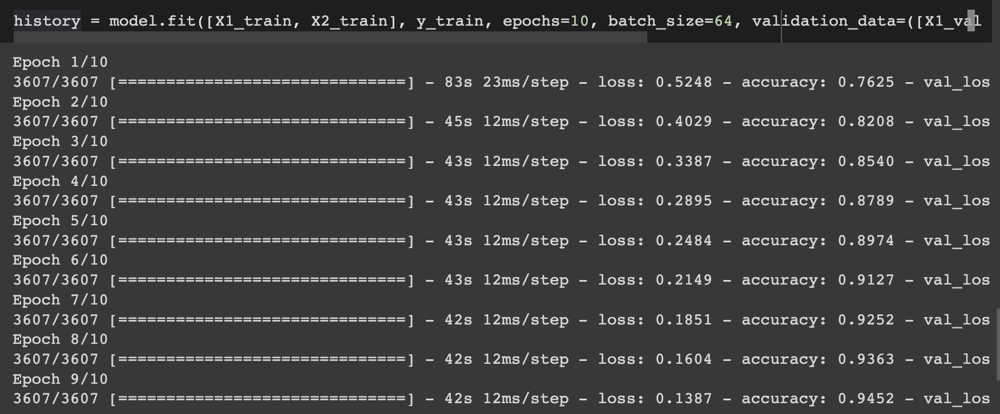 history = model.fit([X1_train, X2_train], y_train, epochs=10, batch_size=64, validation_data=([X1_val
Epoch 1/10
3607/3607 [==============================] - 83s 23ms/step - loss: 0.5248 - accuracy: 0.7625 - val_los
Epoch 2/10
3607/3607 [==============================] - 45s 12ms/step - loss: 0.4029 - accuracy: 0.8208 - val_los
Epoch 3/10
3607/3607 [==============================] - 43s 12ms/step - loss: 0.3387 - accuracy: 0.8540 - val_los
Epoch 4/10
3607/3607 [==============================] - 43s 12ms/step - loss: 0.2895 - accuracy: 0.8789 - val_los
Epoch 5/10
3607/3607 [==============================] - 43s 12ms/step - loss: 0.2484 - accuracy: 0.8974 - val_los
Epoch 6/10
3607/3607 [==============================] - 43s 12ms/step - loss: 0.2149 - accuracy: 0.9127 - val_los
Epoch 7/10
3607/3607 [==============================] - 42s 12ms/step - loss: 0.1851 - accuracy: 0.9252 - val_los
Epoch 8/10
3607/3607 [==============================] - 42s 12ms/step - loss: 0.1604 - accuracy: 0.9363 - val_los
Epoch 9/10
3607/3607 [==============================] - 42s 12ms/step - loss: 0.1387 - accuracy: 0.9452 - val_los